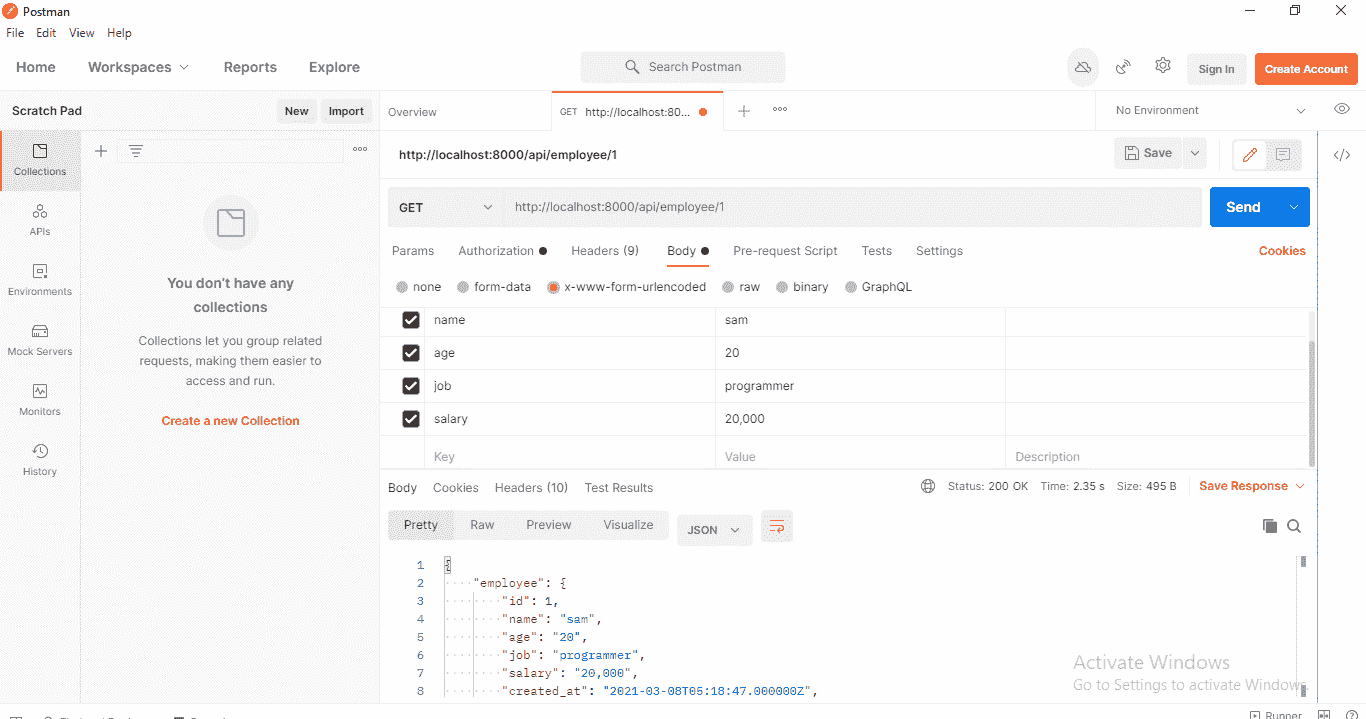 Postman
File Edit View Help
Home Workspaces Reports Explore Search Postman Sign In Create Account
Scratch Pad New Import Overview GET http://localhost:80... No Environment
Collections
APIs
Environments
Mock Servers
Monitors
History
You don't have any
collections
Collections let you group related
requests, making them easier to
access and run.
Create a new Collection
http://localhost:8000/api/employee/1 Save
GET http://localhost:8000/api/employee/1 Send
Params Authorization Headers (9) Body Pre-request Script Tests Settings Cookies
none form-data x-www-form-urlencoded raw binary GraphQL
name sam
age 20
job programmer
salary 20,000
Key Value Description
Body Cookies Headers (10) Test Results Status: 200 OK Time: 2.35 s Size: 495 B Save Response
Pretty Raw Preview Visualize JSON
1 {
2 "employee": {
3 "id": 1,
4 "name": "sam",
5 "age": "20",
6 "job": "programmer",
7 "salary": "20,000",
8 "created_at": "2021-03-08T05:18:47.000000Z",
Activate Windows
Go to Settings to activate Windows.
Runner